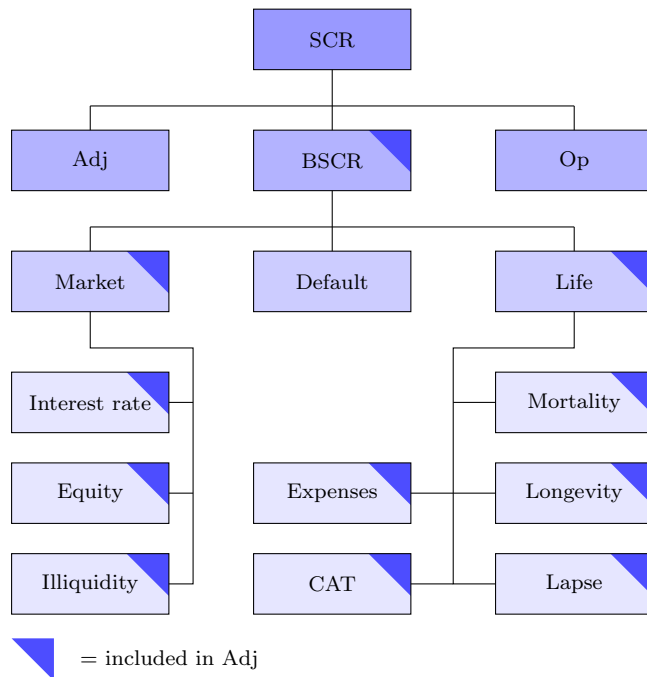 SCR
Adj
BSCR
Op
Market
Default
Life
Interest rate
Mortality
Equity
Expenses
Longevity
Illiquidity
CAT
Lapse
= included in Adj